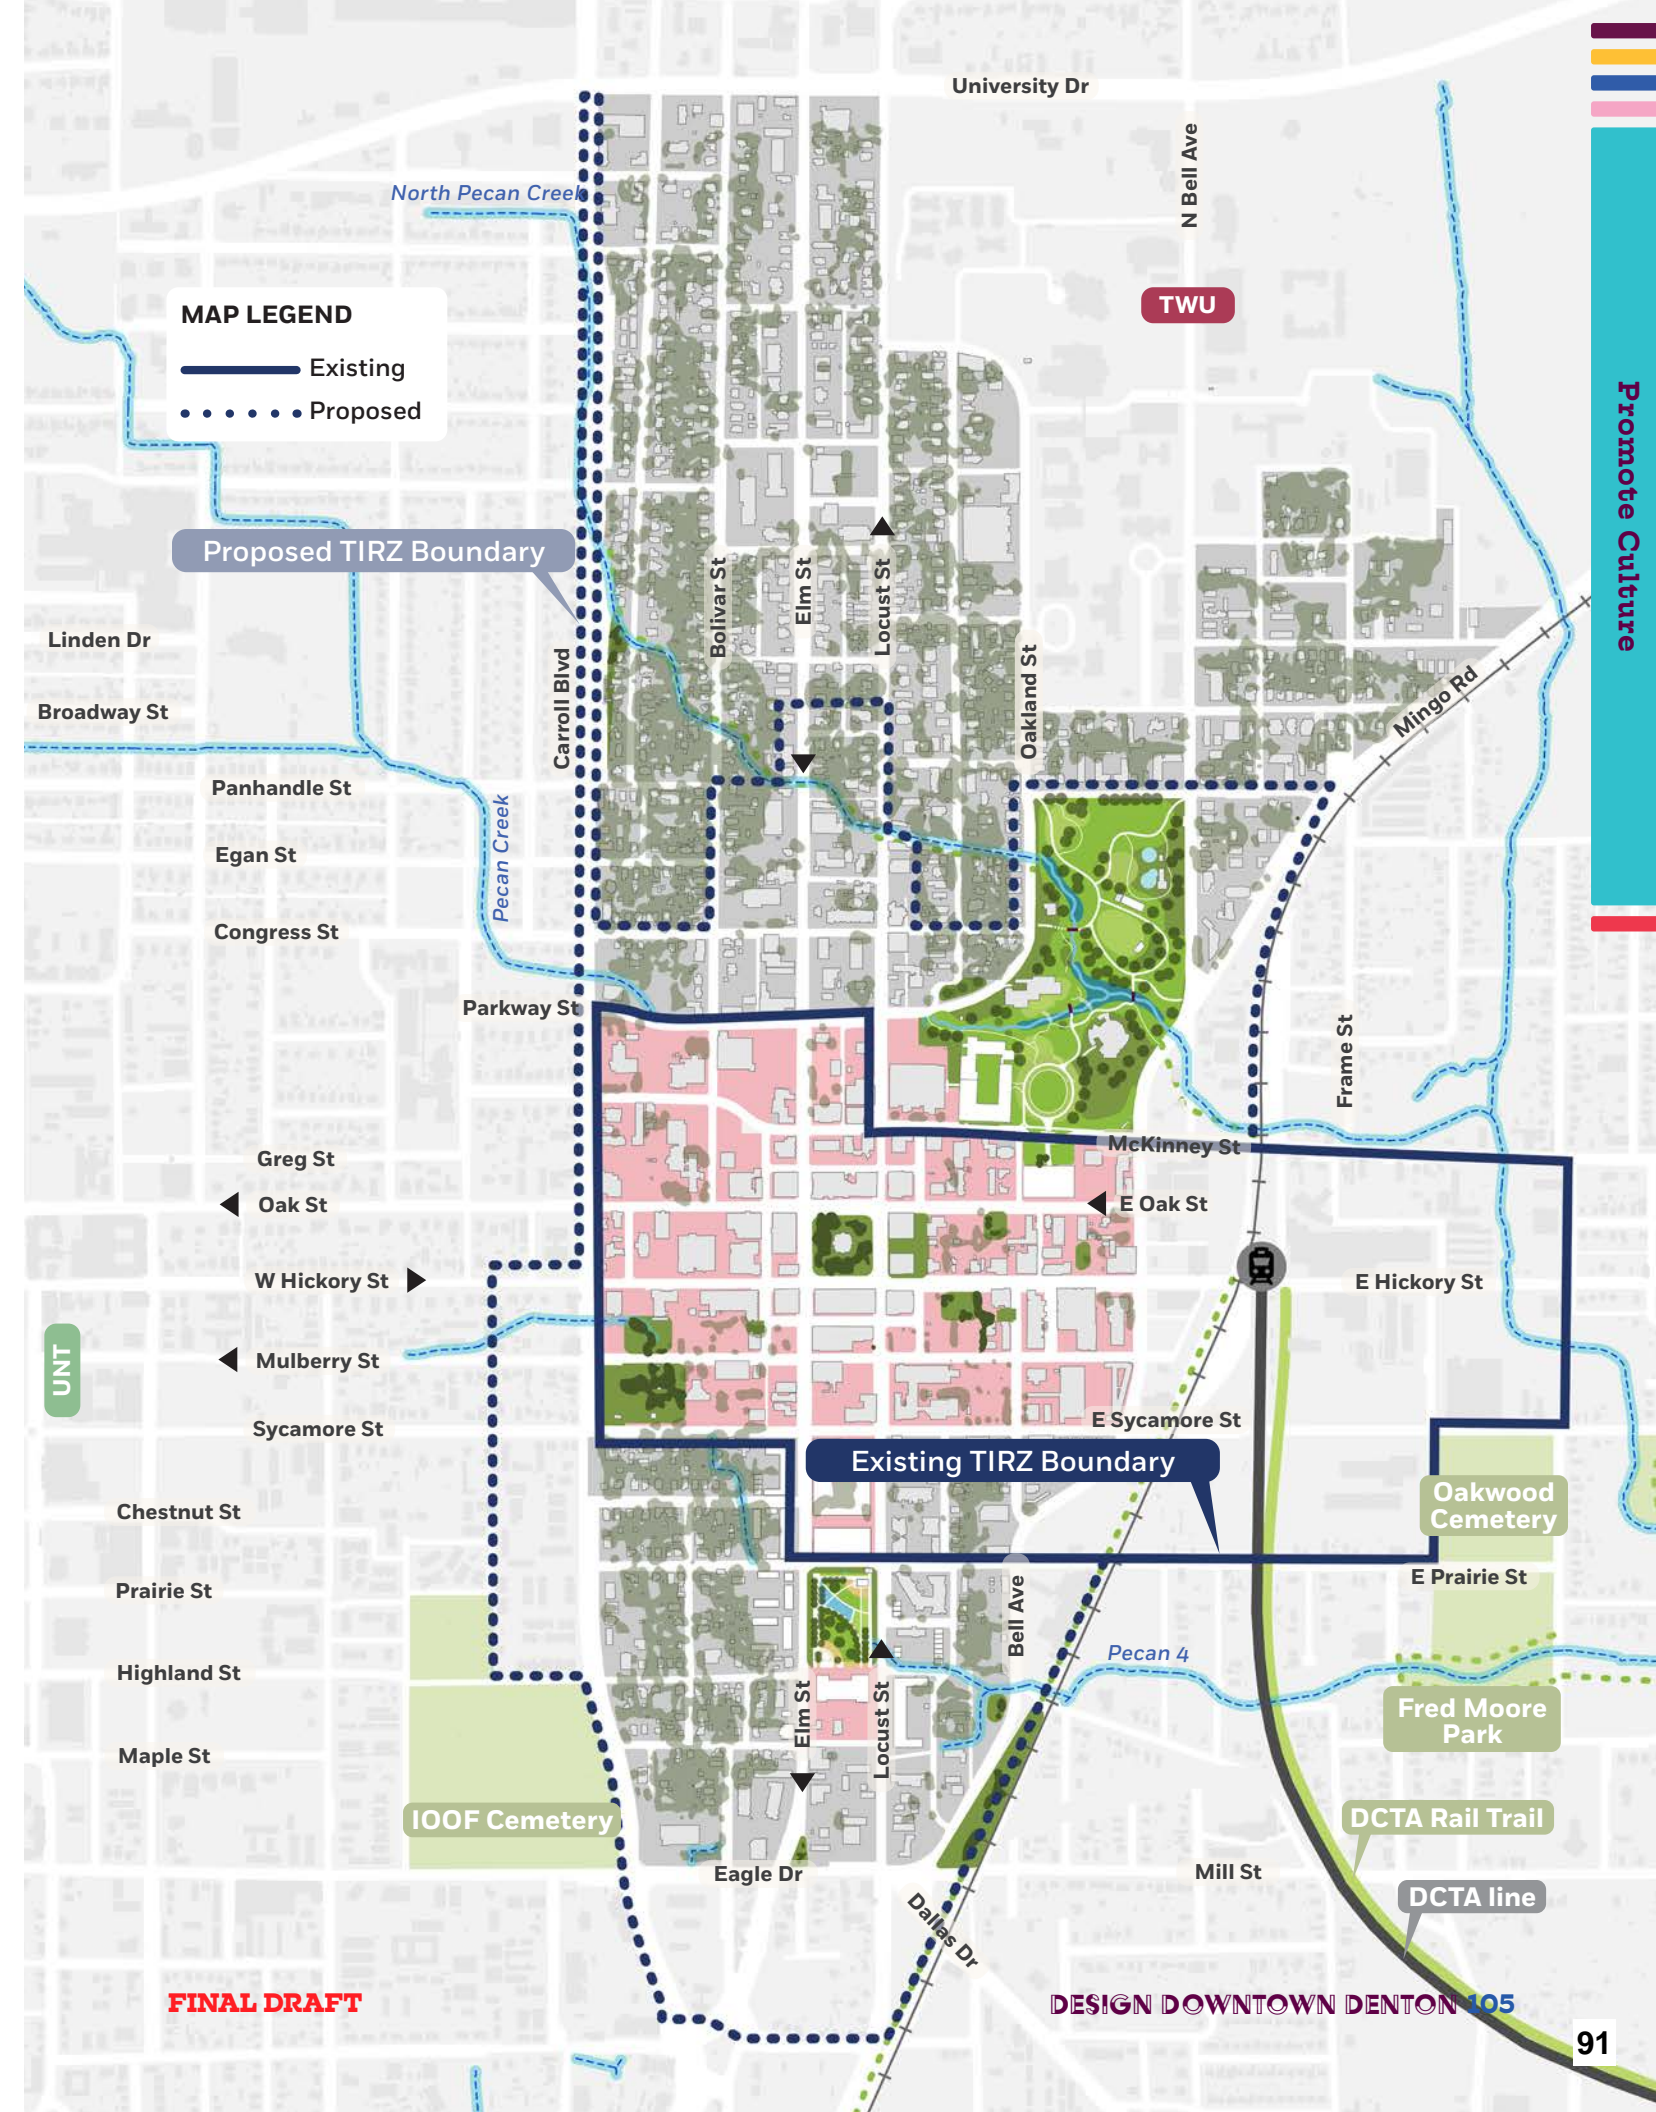 University Dr
N Bell Ave
North Pecan Creek
TWU
MAP LEGEND
Existing
Proposed
Promote Culture
Proposed TIRZ Boundary
Bolivar St
Elm St
Locust St
Linden Dr
Carroll Blvd
Oakland St
Mingo Rd
Broadway St
Panhandle St
Pecan Creek
Egan St
Congress St
Parkway St
Frame St
McKinney St
Greg St
Oak St
E Oak St
W Hickory St
E Hickory St
UNT
Mulberry St
Sycamore St
E Sycamore St
Existing TIRZ Boundary
Oakwood
Cemetery
Chestnut St
Prairie St
E Prairie St
Bell Ave
Pecan 4
Highland St
Elm St
Locust St
Fred Moore
Park
Maple St
IOOF Cemetery
DCTA Rail Trail
Eagle Dr
Mill St
DCTA line
Dallas Dr
FINAL DRAFT
DESIGN DOWNTOWN DENTON 105
91